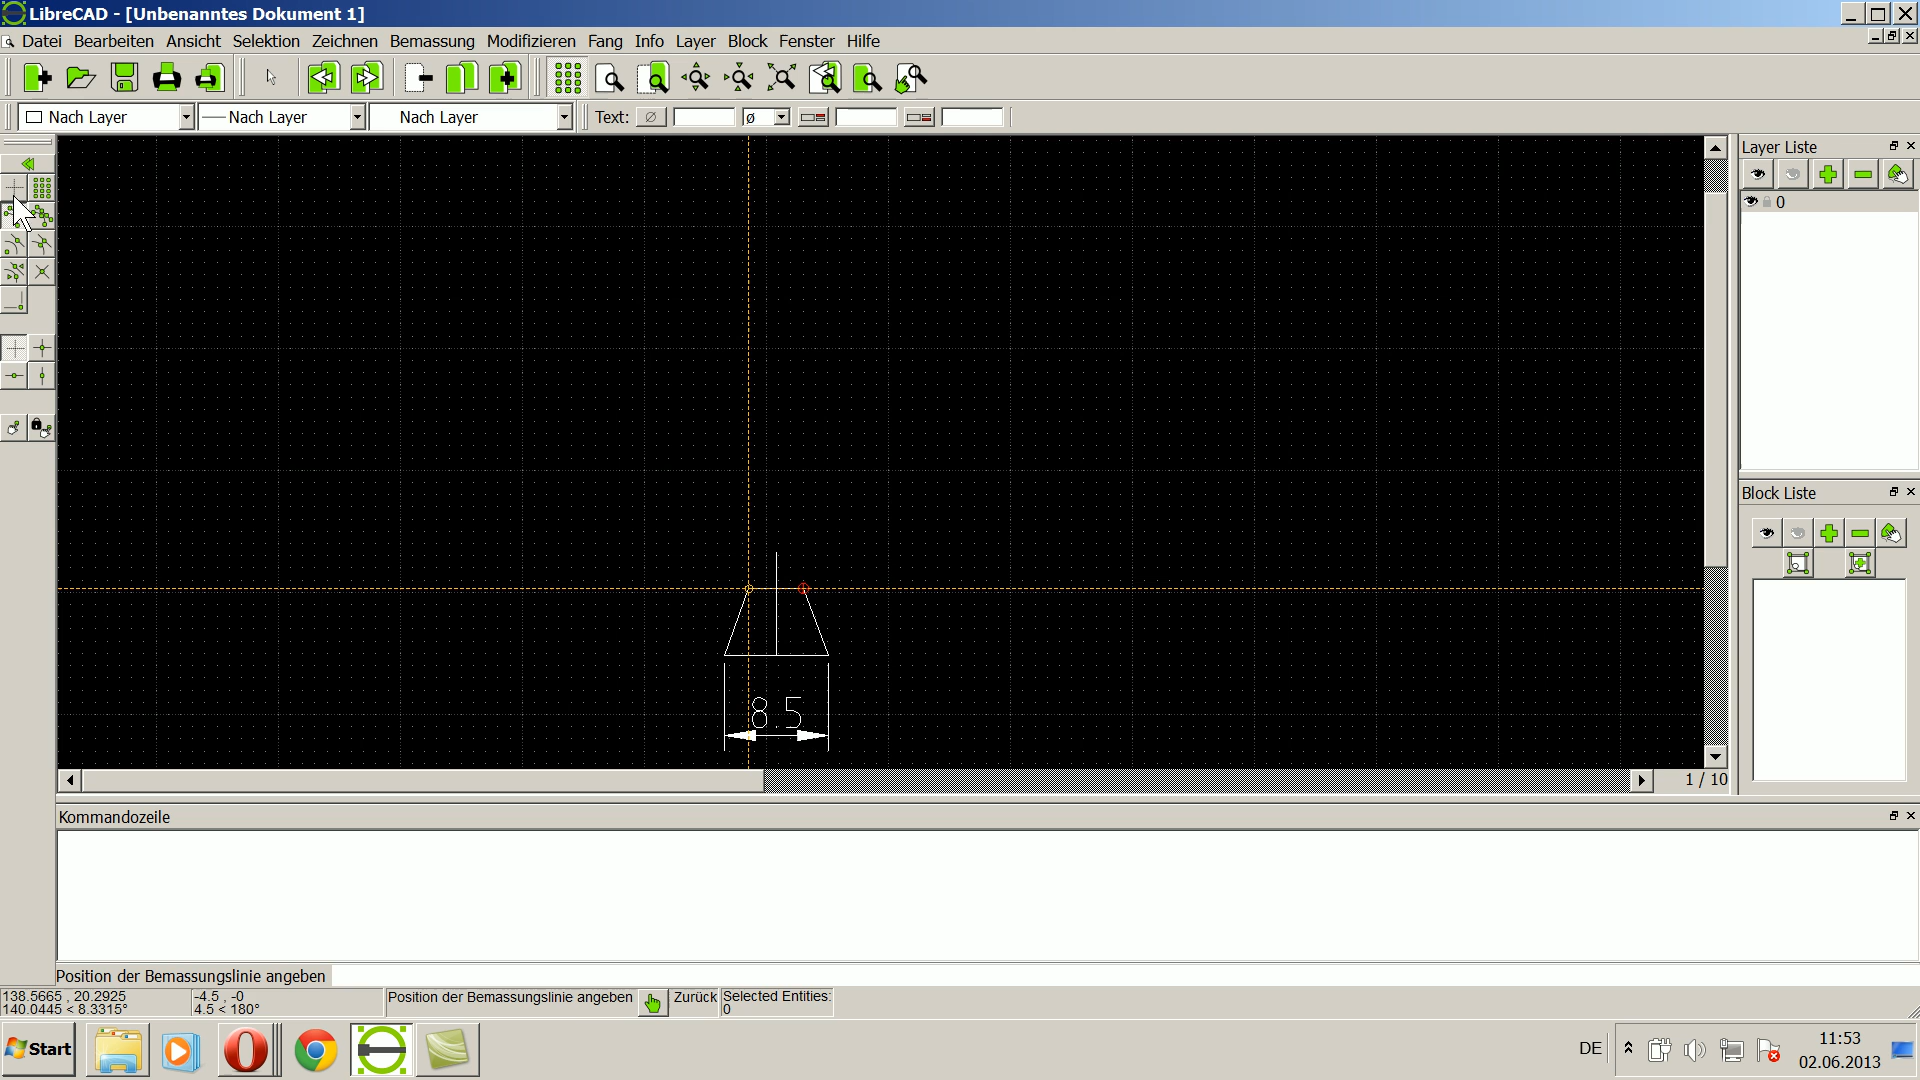 LibreCAD - [Unbenanntes Dokument 1]
Datei Bearbeiten Ansicht Selektion Zeichnen Bemassung Modifizieren Fang Info Layer Block Fenster Hilfe
Nach Layer Nach Layer Nach Layer Text: ø ø
Layer Liste
0
Block Liste
8.5
1 / 10
Kommandozeile
Position der Bemassungslinie angeben
138.5665 , 20.2925 -4.5 , -0 Position der Bemassungslinie angeben Zurück Selected Entities:
140.0445 < 8.3315° 4.5 < 180° 0
Start DE 11:53
02.06.2013